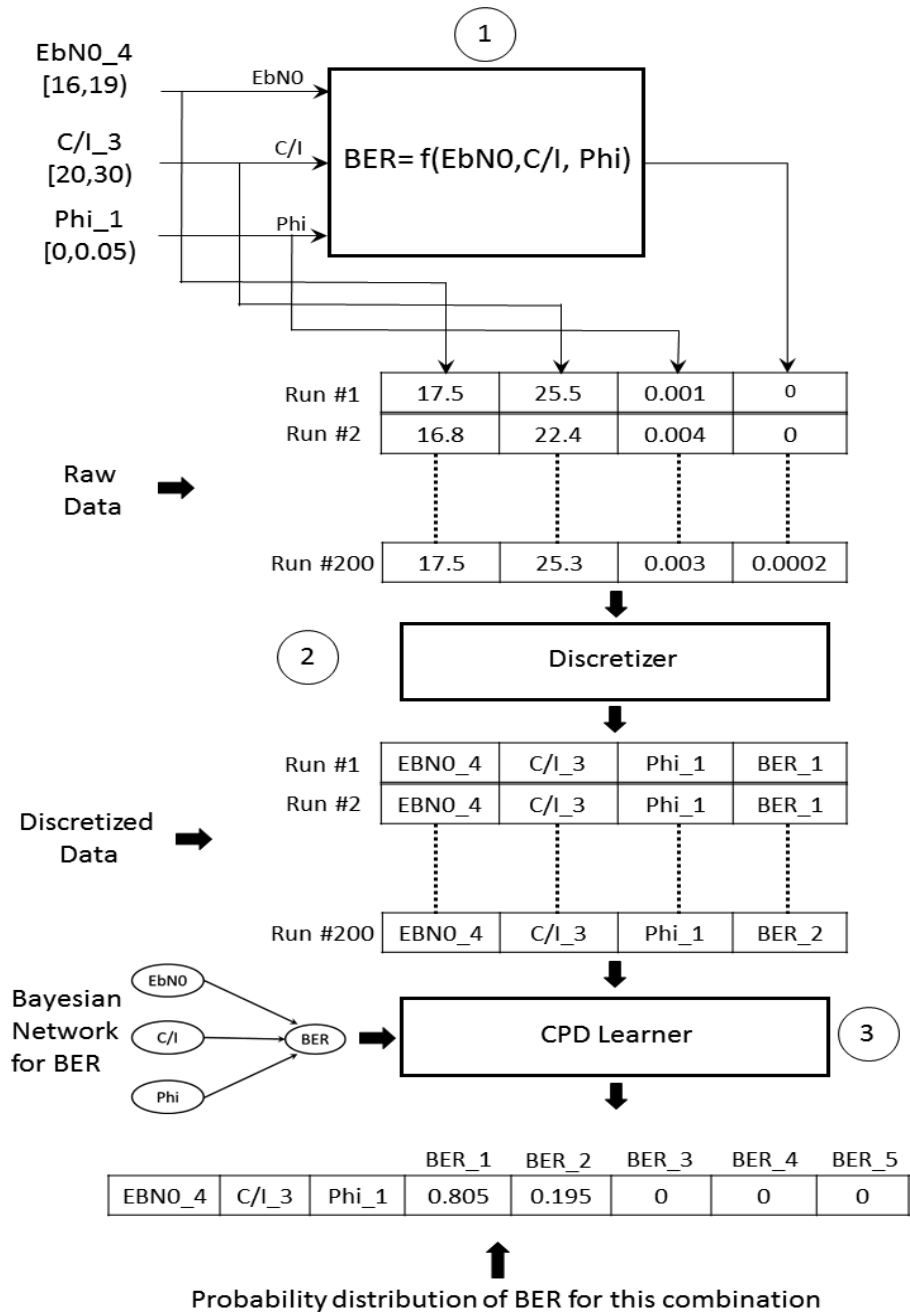 1
EbN0_4
[16,19)
EbN0
C/I_3
[20,30)
C/I
BER= f(EbN0,C/I, Phi)
Phi_1
[0,0.05)
Phi
Run #1 17.5 25.5 0.001 0
Run #2 16.8 22.4 0.004 0
Raw
Data
Run #200 17.5 25.3 0.003 0.0002
2
Discretizer
Run #1 EBN0_4 C/I_3 Phi_1 BER_1
Run #2 EBN0_4 C/I_3 Phi_1 BER_1
Discretized
Data
Run #200 EBN0_4 C/I_3 Phi_1 BER_2
Bayesian
Network
for BER
EbN0
C/I
Phi
BER
CPD Learner
3
BER_1 BER_2 BER_3 BER_4 BER_5
EBN0_4 C/I_3 Phi_1 0.805 0.195 0 0 0
Probability distribution of BER for this combination